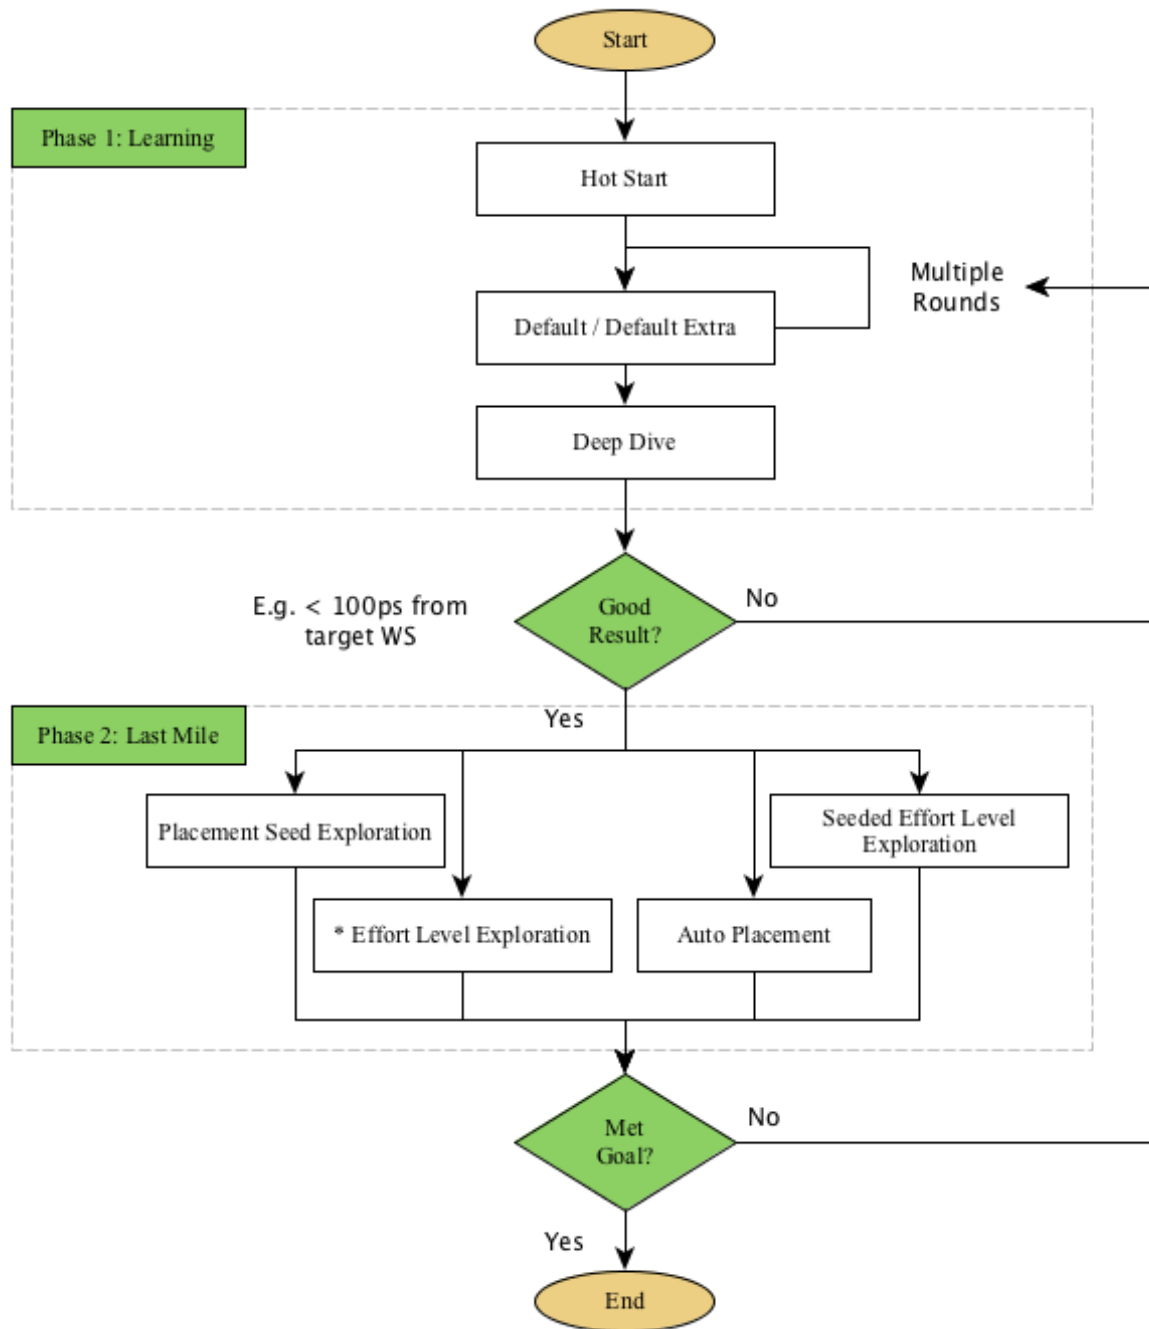 Start
Phase 1: Learning
Hot Start
Multiple
Rounds
Default / Default Extra
Deep Dive
E.g. < 100ps from
target WS
Good
Result?
No
Yes
Phase 2: Last Mile
Placement Seed Exploration
Seeded Effort Level
Exploration
* Effort Level Exploration
Auto Placement
Met
Goal?
No
Yes
End